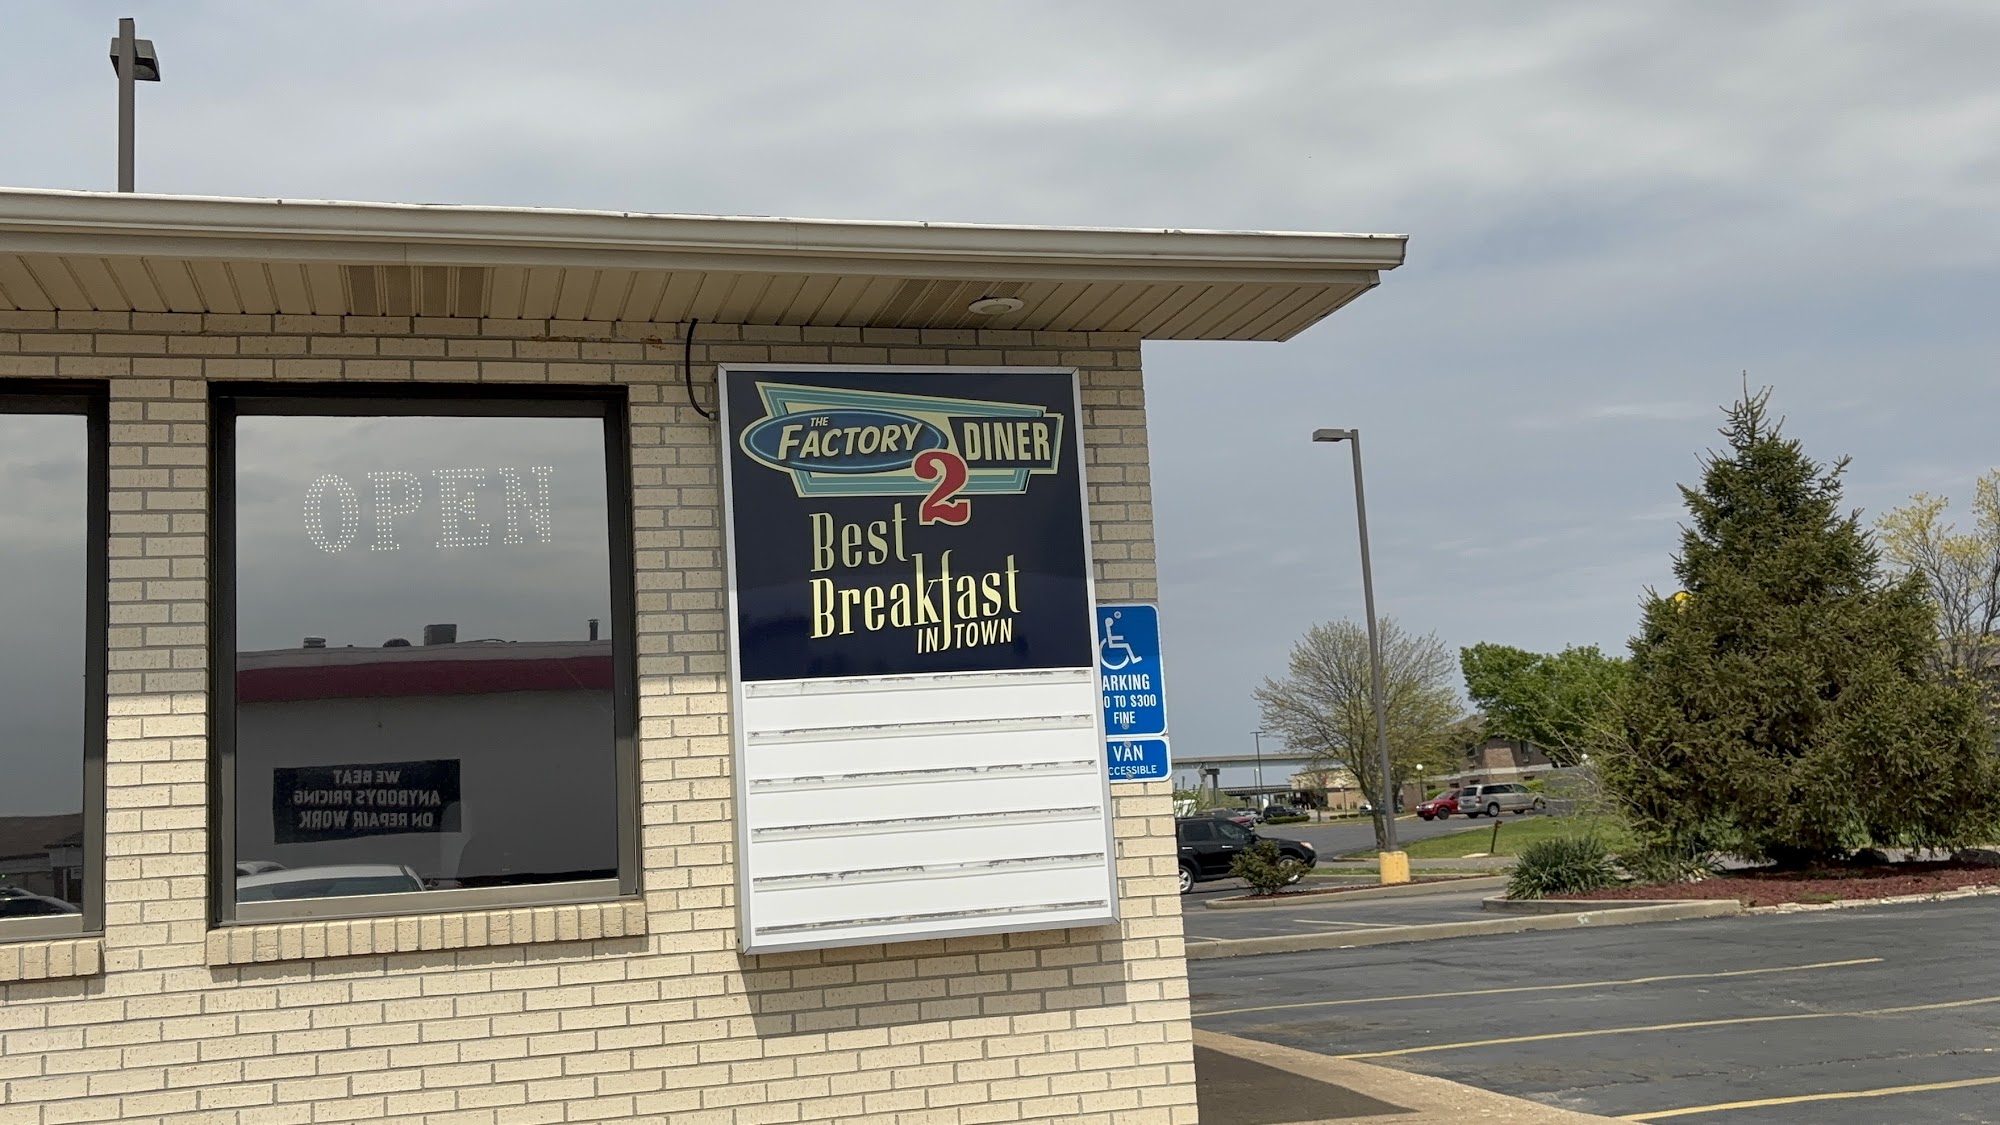 OPEN
THE
FACTORY DINER
2
Best
Breakfast
IN TOWN
ARKING
0 TO $300
FINE
VAN
CCESSIBLE
WE BEAT
ANYBODY'S PRICING
ON REPAIR WORK